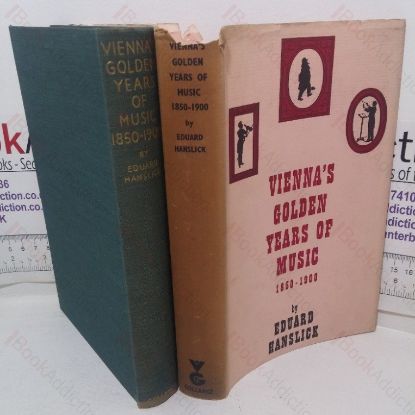 VIENNA'S
GOLDEN
YEARS
OF
MUSIC
1850-1900
BY
EDUARD
HANSLICK
VIENNA'S
GOLDEN
YEARS OF
MUSIC
1850-1900
by
EDUARD
HANSLICK
VG
GOLLANCZ
VIENNA'S
GOLDEN
YEARS OF
MUSIC
1850-1900
by
EDUARD
HANSLICK